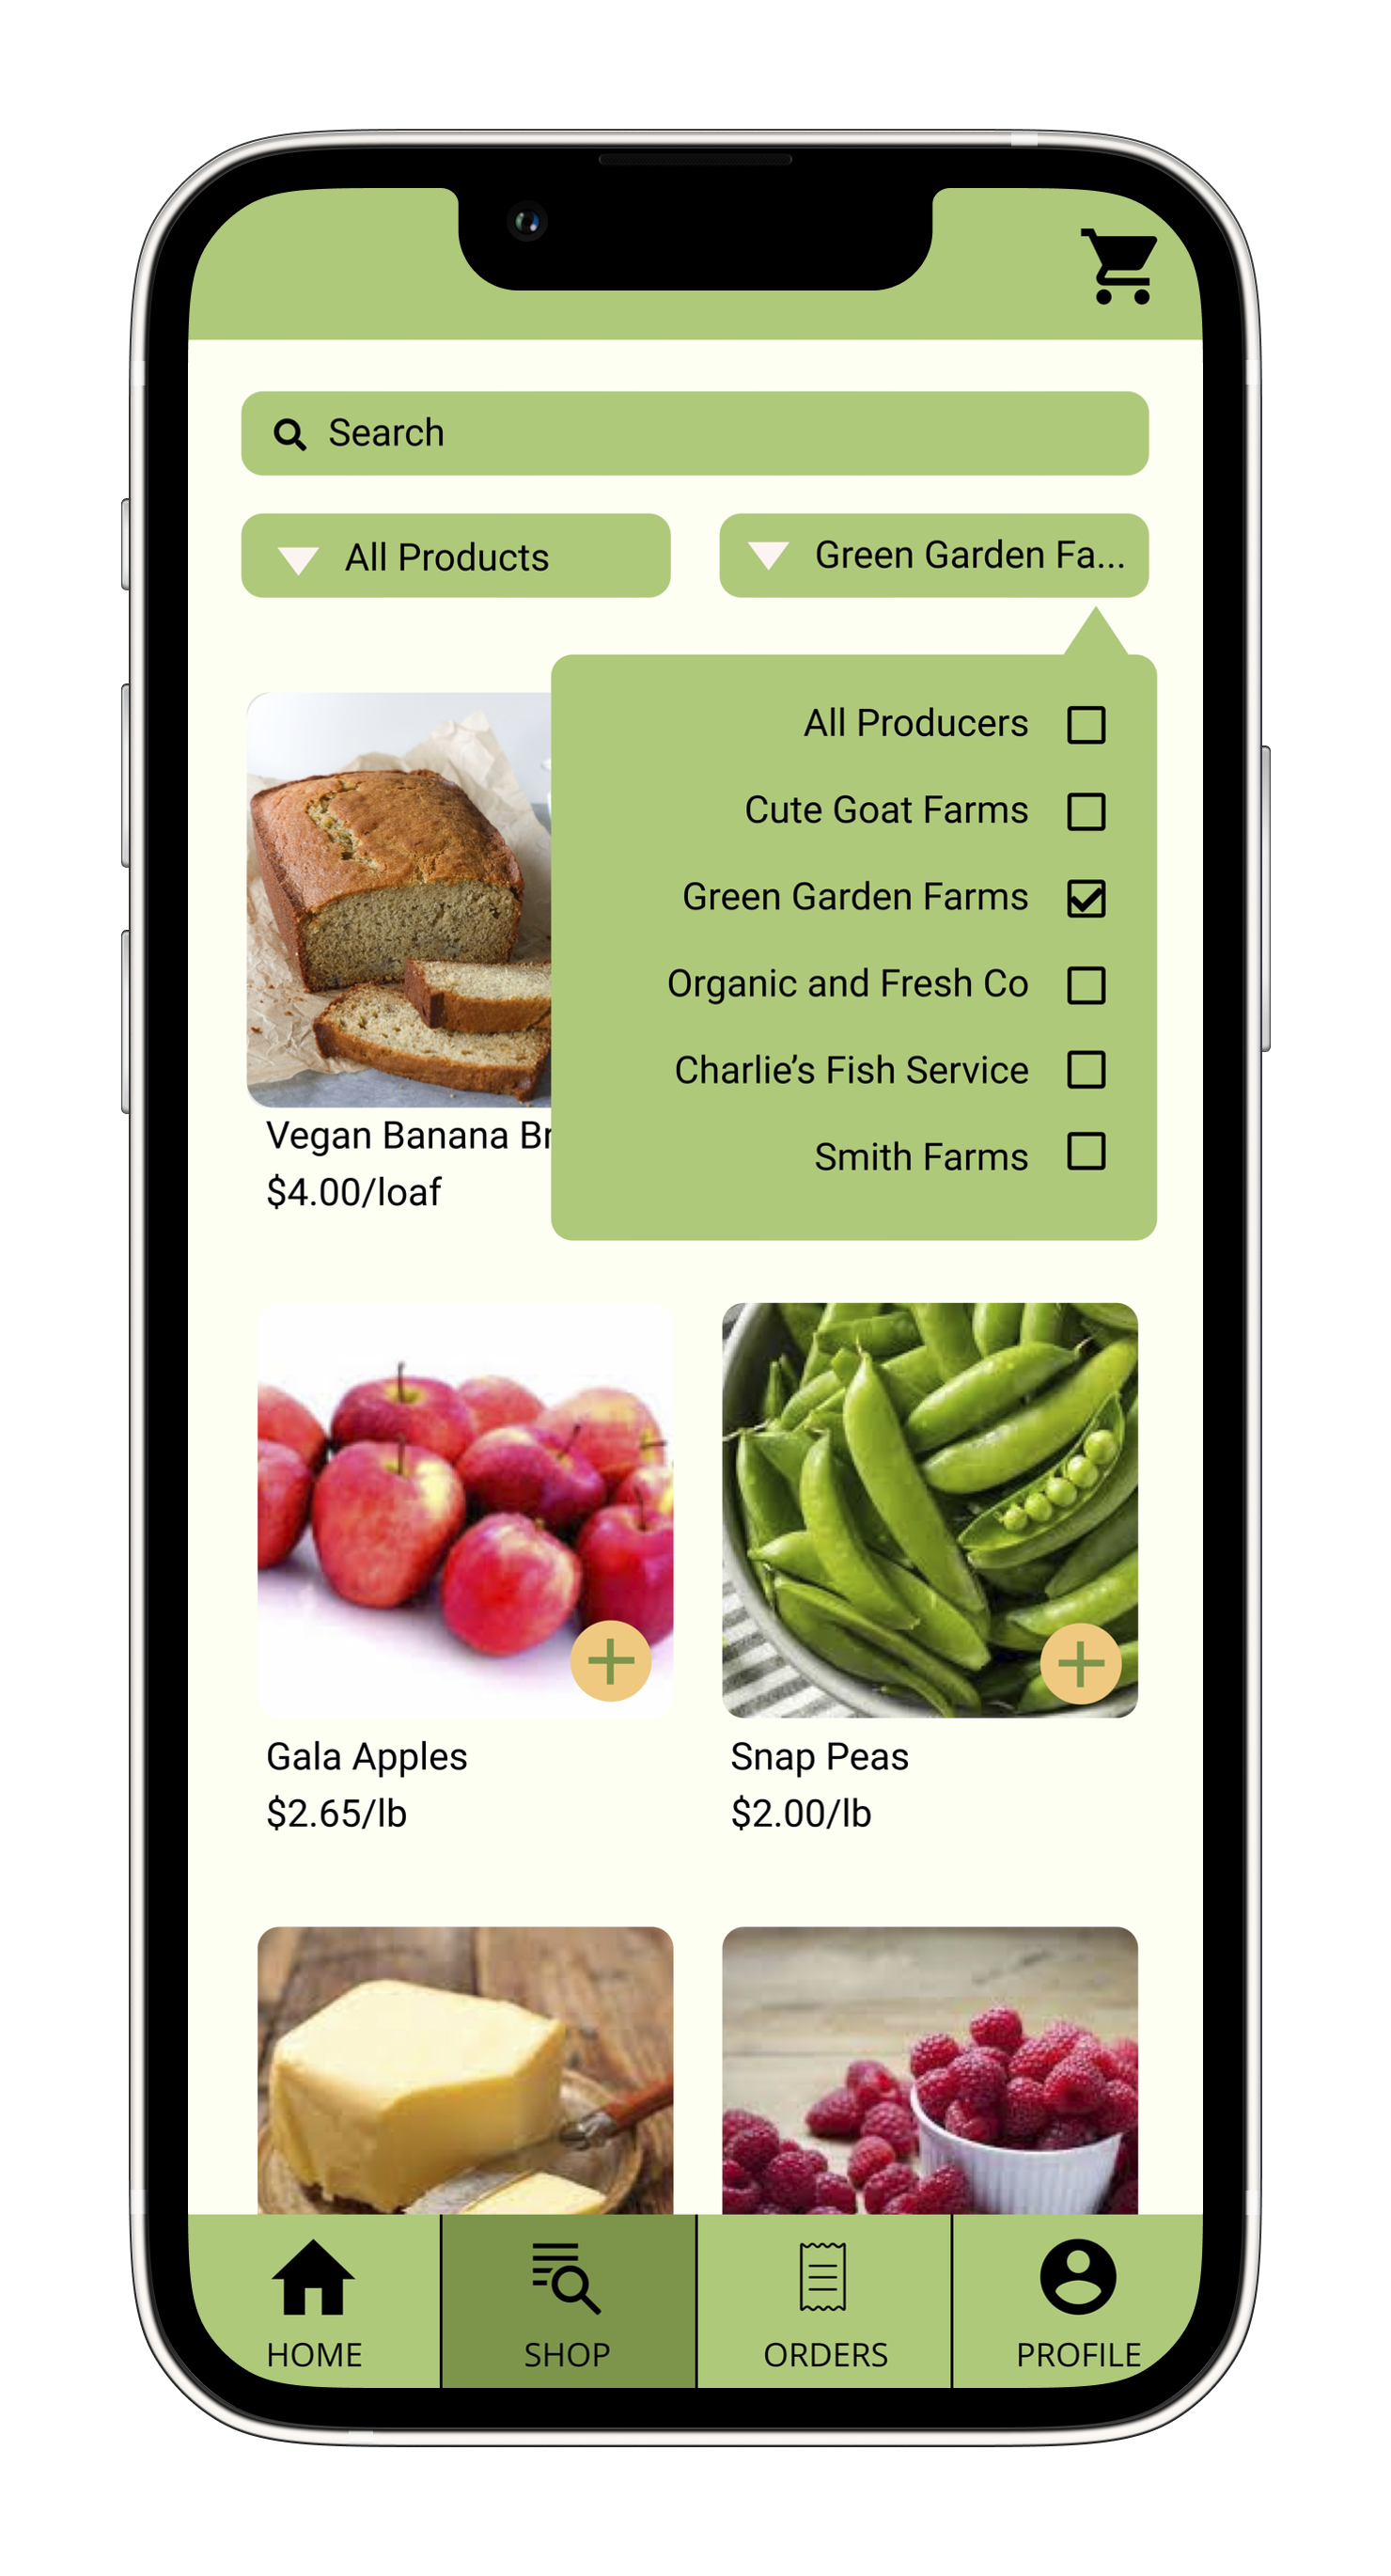 Search
All Products
Green Garden Fa...
All Producers
Cute Goat Farms
Green Garden Farms
Organic and Fresh Co
Charlie’s Fish Service
Smith Farms
Vegan Banana
$4.00/loaf
Gala Apples
$2.65/lb
Snap Peas
$2.00/lb
HOME
SHOP
ORDERS
PROFILE